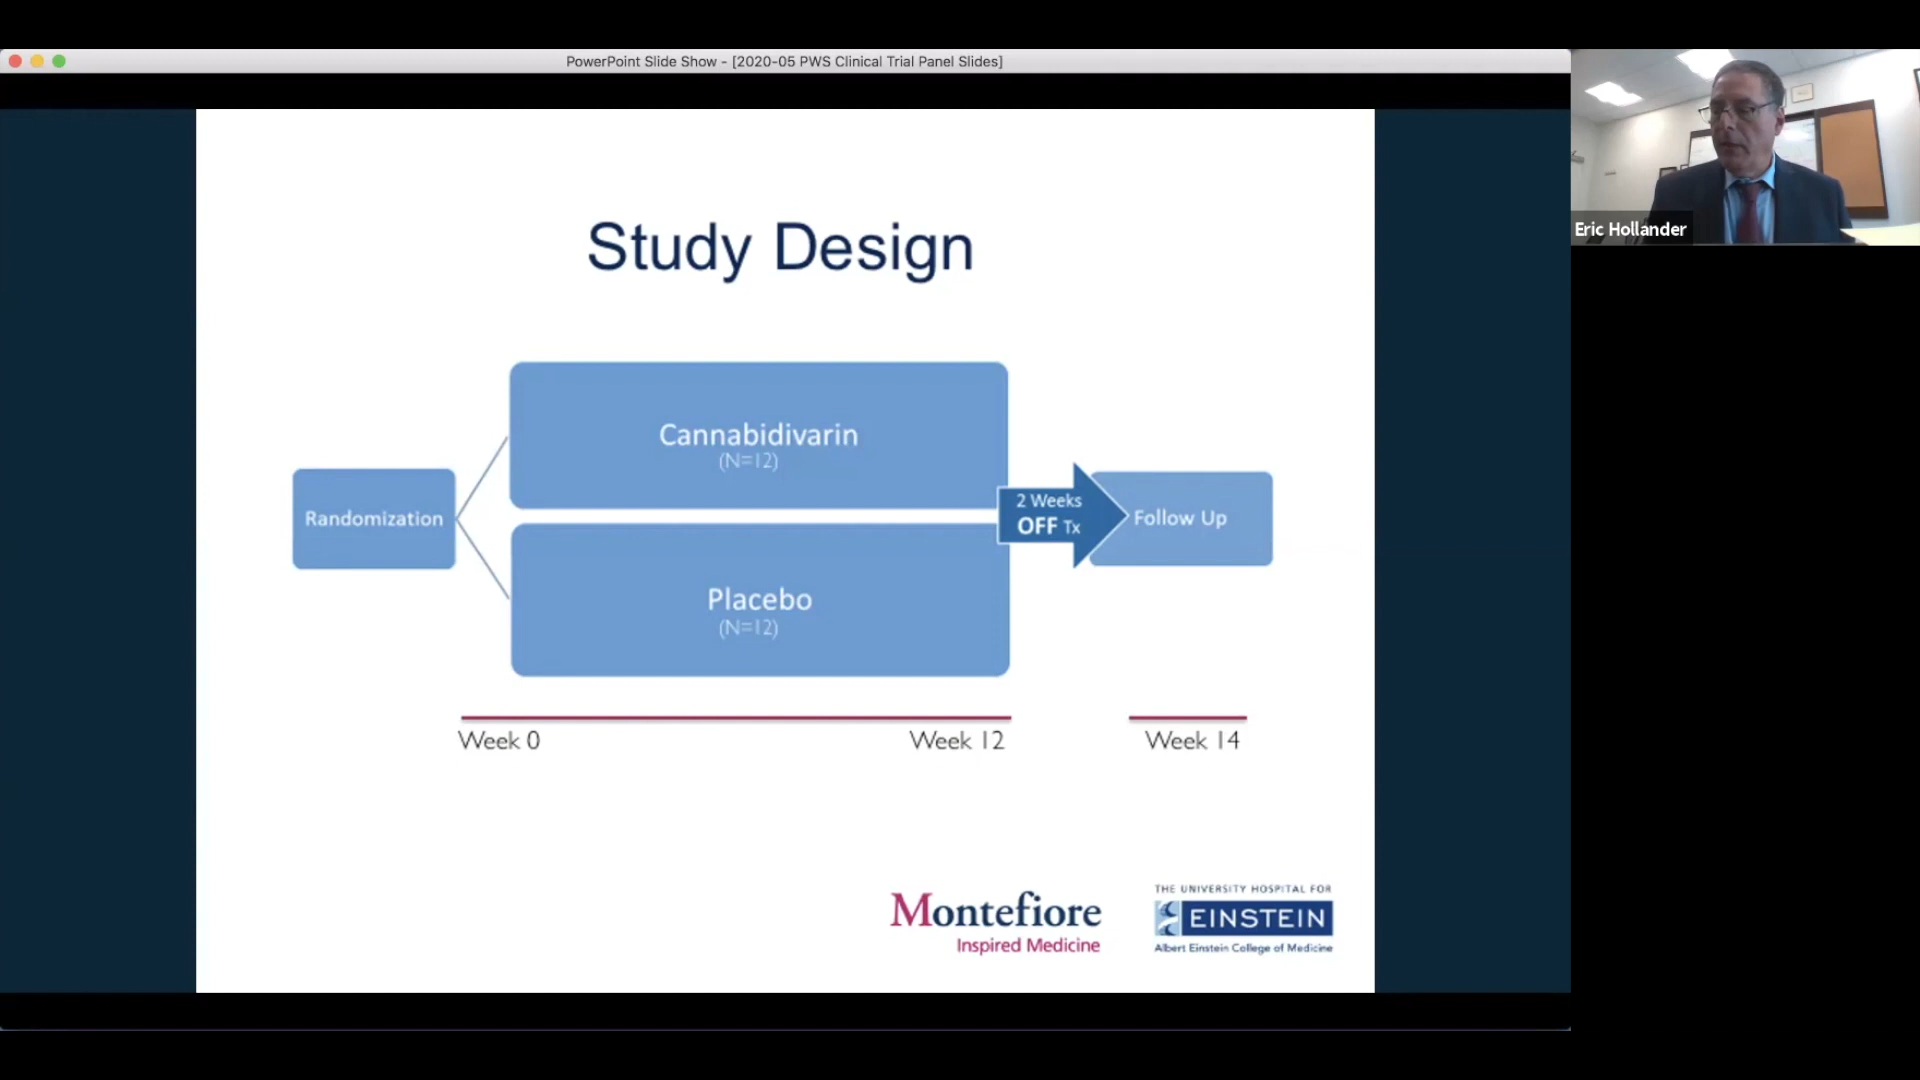 PowerPoint Slide Show - [2020-05 PWS Clinical Trial Panel Slides]
Eric Hollander
Study Design
Cannabidivarin
(N=12)
Randomization
2 Weeks
OFF Tx
Follow Up
Placebo
(N=12)
Week 0
Week 12
Week 14
Montefiore
Inspired Medicine
THE UNIVERSITY HOSPITAL FOR
EINSTEIN
Albert Einstein College of Medicine